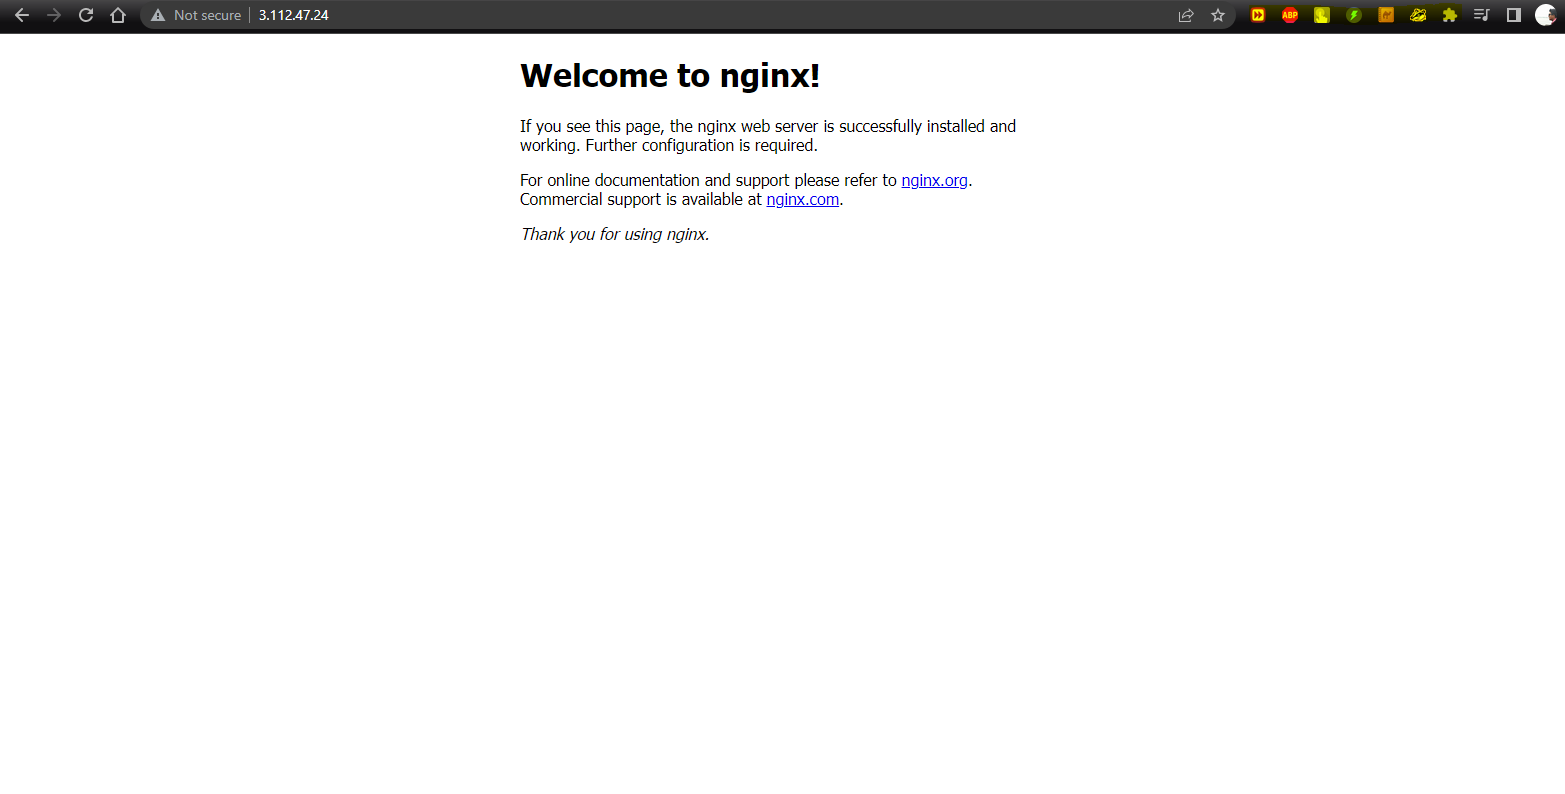 Not secure 3.112.47.24
ABP
Welcome to nginx!
If you see this page, the nginx web server is successfully installed and
working. Further configuration is required.
For online documentation and support please refer to nginx.org.
Commercial support is available at nginx.com.
Thank you for using nginx.